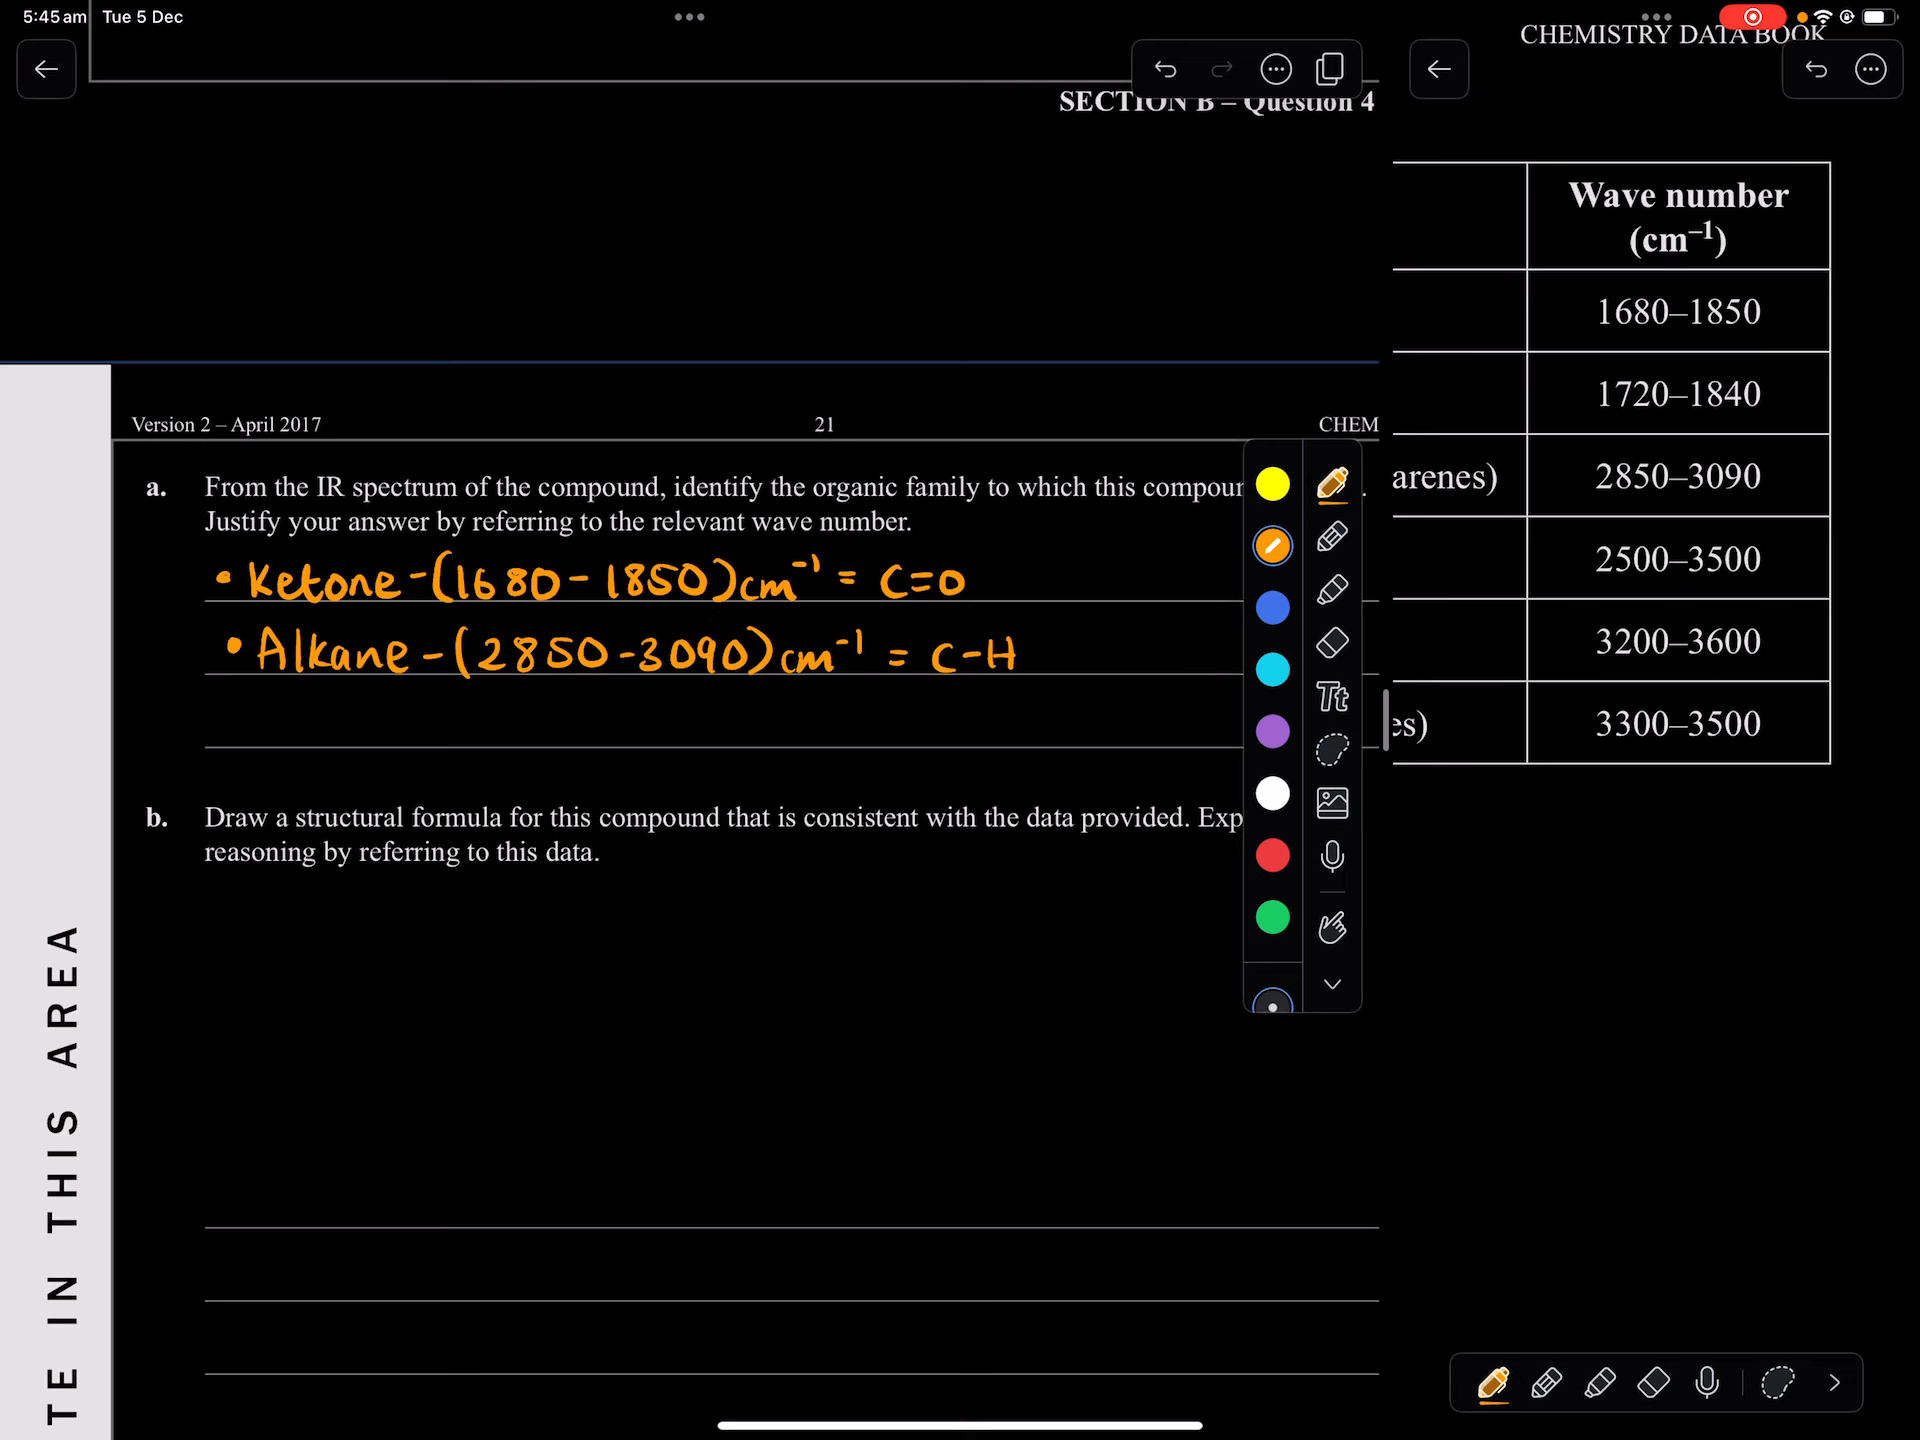 5:45 am Tue 5 Dec
SECTION B – Question 4
Version 2 – April 2017 21 CHEM
a. From the IR spectrum of the compound, identify the organic family to which this compoun .
Justify your answer by referring to the relevant wave number.
• Ketone - (1680 - 1850) cm⁻¹ = C=O
• Alkane - (2850 - 3090) cm⁻¹ = C-H
b. Draw a structural formula for this compound that is consistent with the data provided. Exp
reasoning by referring to this data.
TE IN THIS AREA
Tt
CHEMISTRY DATA BOOK
Wave number
(cm⁻¹)
1680–1850
1720–1840
arenes) 2850–3090
2500–3500
3200–3600
es) 3300–3500